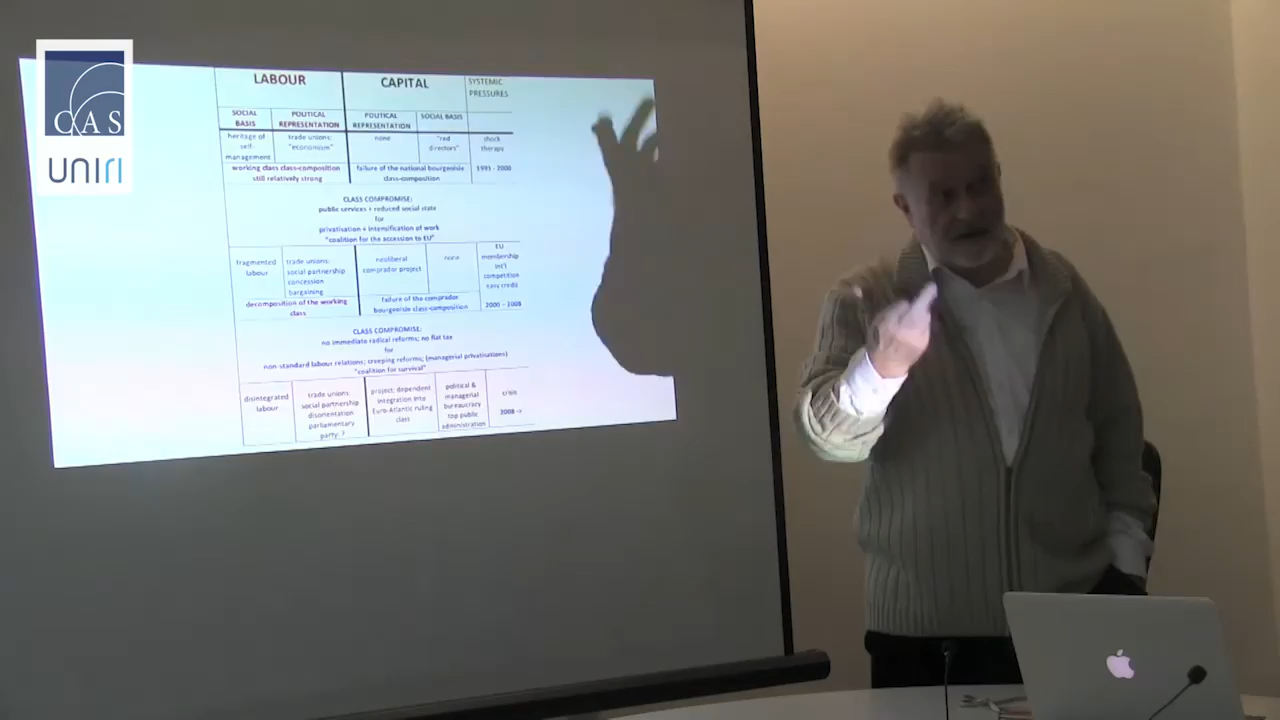 CAS
UNIRI
LABOUR CAPITAL SYSTEMIC
PRESSURES
SOCIAL POLITICAL POLITICAL SOCIAL BASIS
BASIS REPRESENTATION REPRESENTATION
heritage of trade unions: none "red shock
self- "economism" directors" therapy
management
working class class-composition failure of the national bourgeoisie 1991 - 2000
still relatively strong class-composition
CLASS COMPROMISE:
public services + reduced social state
for
privatisation + intensification of work
"coalition for the accession to EU"
fragmented trade unions: neoliberal none EU
labour social partnership comprador project membership
concession int'l
bargaining competition
easy credit
decomposition of the working failure of the comprador 2000 - 2008
class bourgeoisie class-composition
CLASS COMPROMISE:
no immediate radical reforms; no flat tax
for
non-standard labour relations; creeping reforms; (managerial privatisations)
"coalition for survival"
disintegrated trade unions: project: dependent political & crisis
labour social partnership integration into managerial
disorientation Euro-Atlantic ruling bureaucracy 2008 ->
parliamentary class top public
party: ? administration